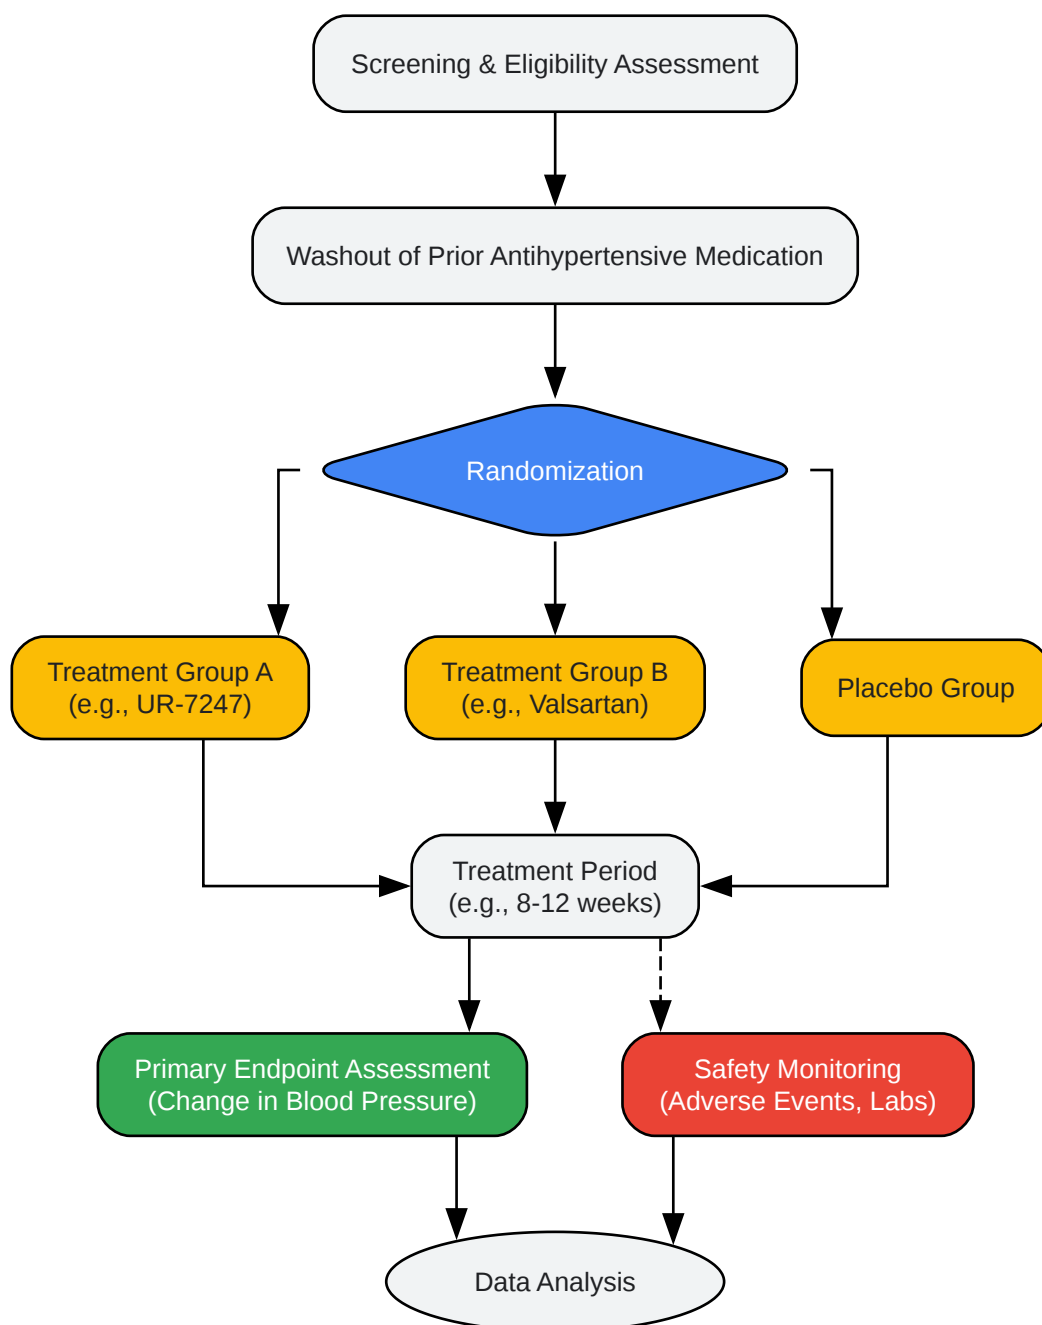 Screening & Eligibility Assessment
Washout of Prior Antihypertensive Medication
Randomization
Treatment Group A
(e.g., UR-7247)
Treatment Group B
(e.g., Valsartan)
Placebo Group
Treatment Period
(e.g., 8-12 weeks)
Primary Endpoint Assessment
(Change in Blood Pressure)
Safety Monitoring
(Adverse Events, Labs)
Data Analysis